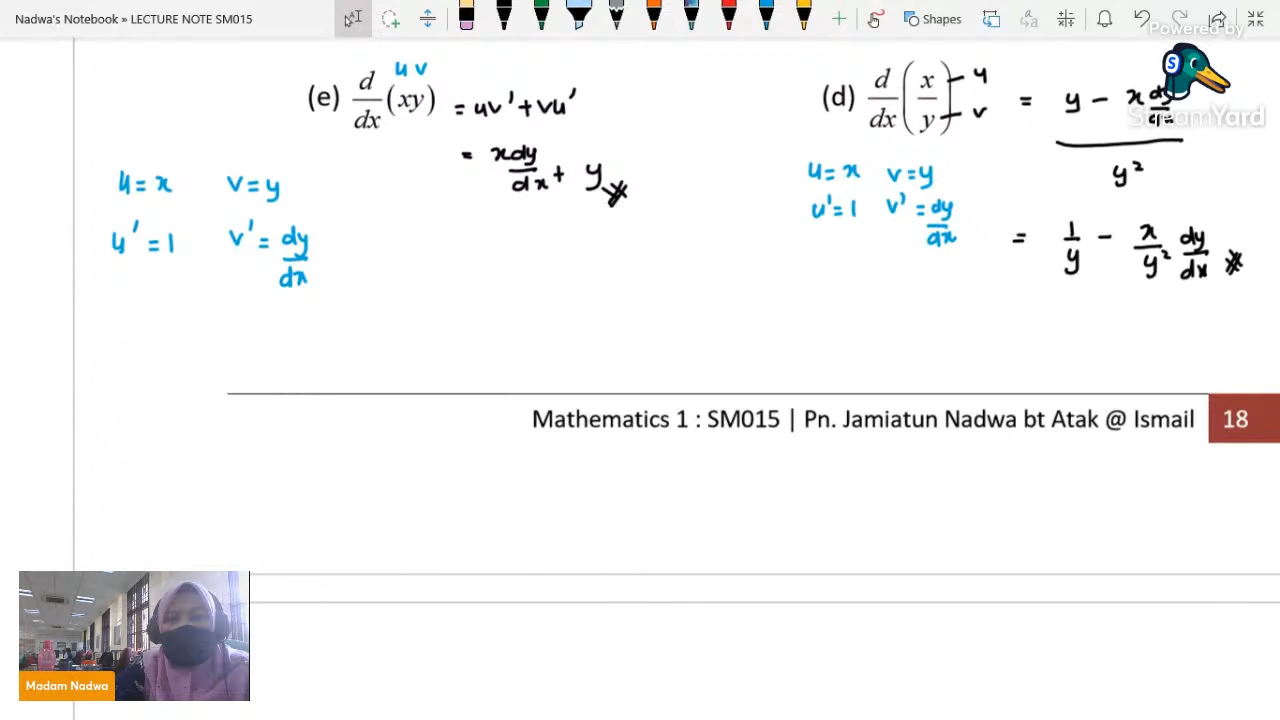 Nadwa's Notebook » LECTURE NOTE SM015
Shapes
Powered by
StreamYard
S
u v
(e) d/dx (xy) = uv' + vu'
= x dy/dx + y
u = x v = y
u' = 1 v' = dy/dx
(d) d/dx (x/y) - u - v = (y - x dy/dx)/y²
u = x v = y
u' = 1 v' = dy/dx
= 1/y - x/y² dy/dx
Mathematics 1 : SM015 | Pn. Jamiatun Nadwa bt Atak @ Ismail 18
Madam Nadwa